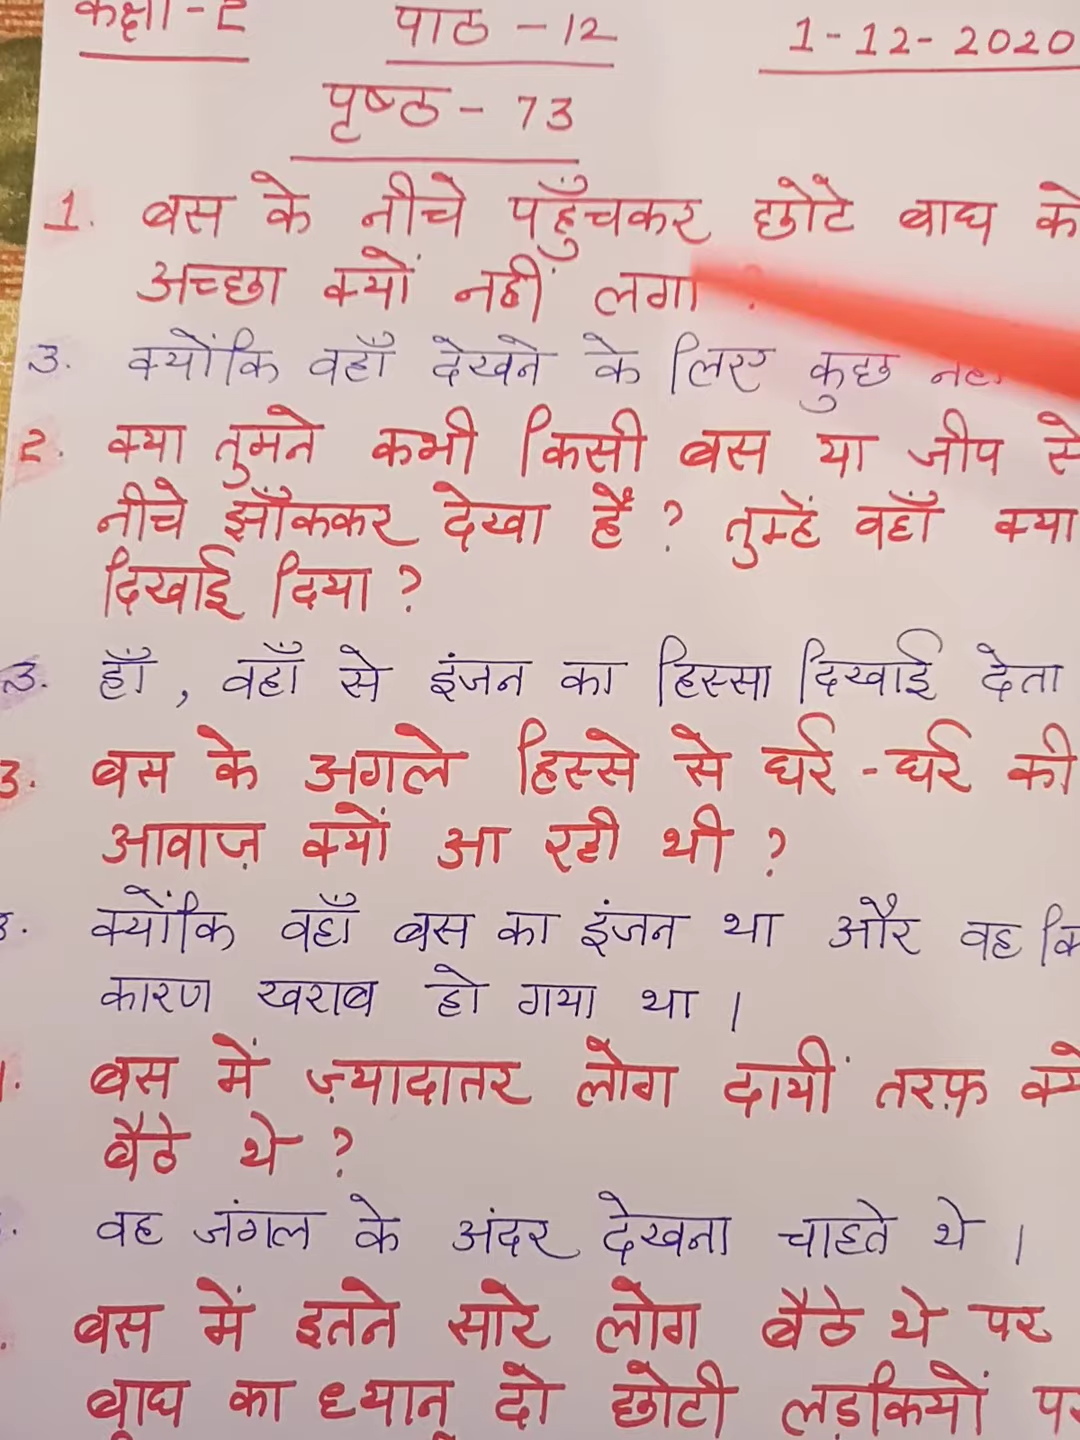 कक्षा - २
पाठ - 12
1-12-2020
पृष्ठ - 73
1. बस के नीचे पहुँचकर छोटे बाघ को
अच्छा क्यों नहीं लगा ?
उ. क्योंकि वहाँ देखने के लिए कुछ
2. क्या तुमने कभी किसी बस या जीप से
नीचे झाँककर देखा है ? तुम्हें वहाँ क्या
दिखाई दिया ?
उ. हाँ , वहाँ से इंजन का हिस्सा दिखाई देता
3. बस के अगले हिस्से से घर्र - घर्र की
आवाज़ क्यों आ रही थी ?
उ. क्योंकि वहाँ बस का इंजन था और वह
कारण खराब हो गया था ।
बस में ज़्यादातर लोग दायीं तरफ़
बैठे थे ?
वह जंगल के अंदर देखना चाहते थे ।
बस में इतने सारे लोग बैठे थे पर
बाघ का ध्यान दो छोटी लड़कियों